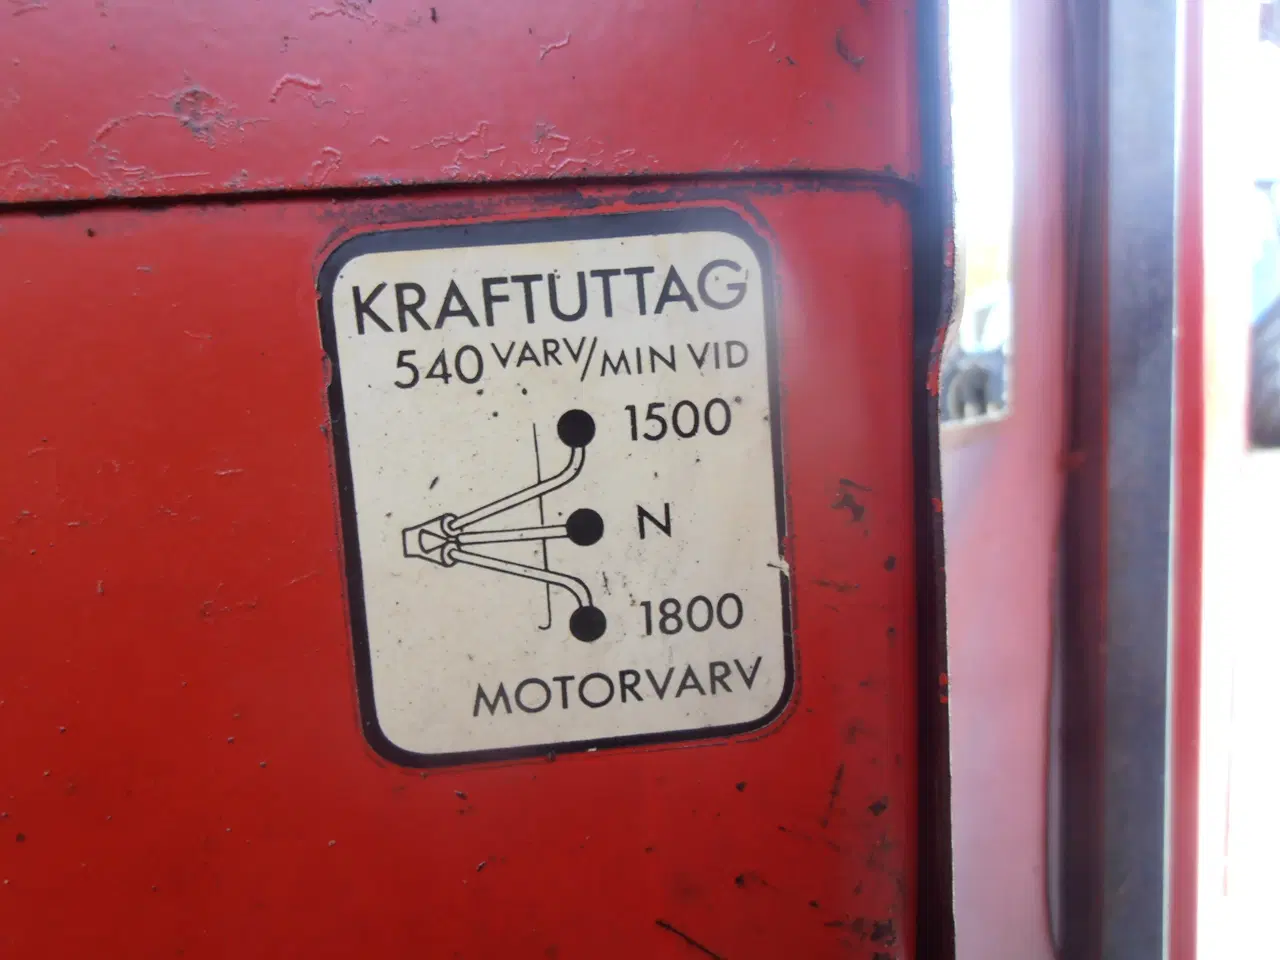 KRAFTUTTAG
540 VARV/MIN VID
1500
N
1800
MOTORVARV